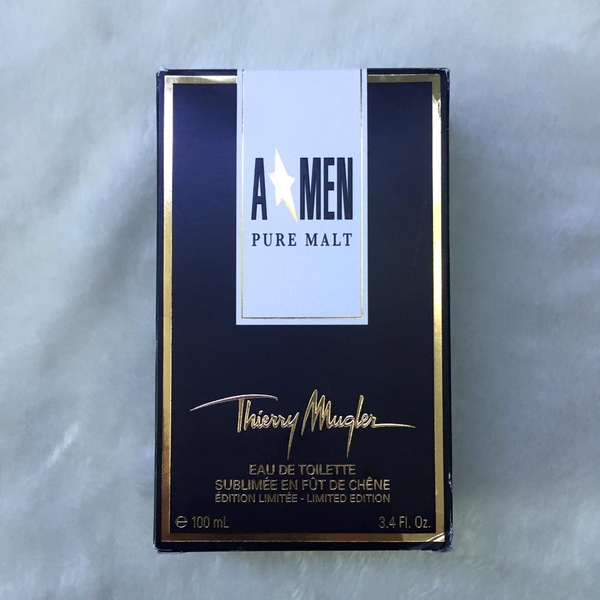 A★MEN
PURE MALT
Thierry Mugler
EAU DE TOILETTE
SUBLIMÉE EN FÛT DE CHÊNE
ÉDITION LIMITÉE - LIMITED EDITION
℮ 100 mL 3.4 Fl. Oz.